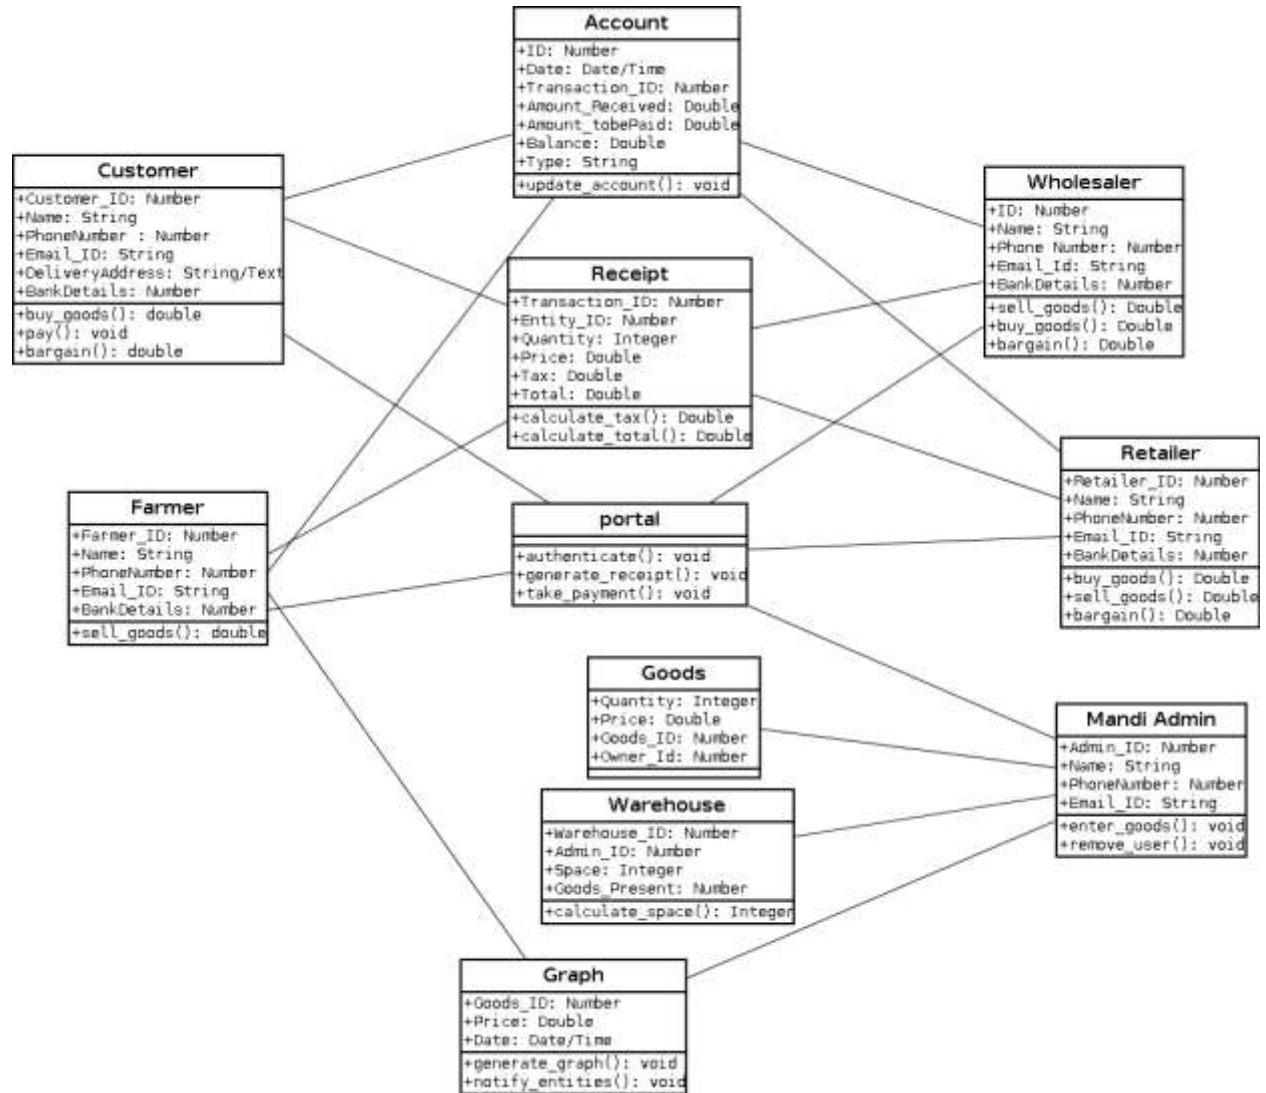 Account
+ID: Number
+Date: Date/Time
+Transaction_ID: Number
+Amount_Received: Double
+Amount_tobePaid: Double
+Balance: Double
+Type: String
+update_account(): void
Customer
+Customer_ID: Number
+Name: String
+PhoneNumber : Number
+Email_ID: String
+DeliveryAddress: String/Text
+BankDetails: Number
+buy_goods(): double
+pay(): void
+bargain(): double
Wholesaler
+ID: Number
+Name: String
+Phone Number: Number
+Email_Id: String
+BankDetails: Number
+sell_goods(): Double
+buy_goods(): Double
+bargain(): Double
Receipt
+Transaction_ID: Number
+Entity_ID: Number
+Quantity: Integer
+Price: Double
+Tax: Double
+Total: Double
+calculate_tax(): Double
+calculate_total(): Double
Retailer
+Retailer_ID: Number
+Name: String
+PhoneNumber: Number
+Email_ID: String
+BankDetails: Number
+buy_goods(): Double
+sell_goods(): Double
+bargain(): Double
Farmer
+Farmer_ID: Number
+Name: String
+PhoneNumber: Number
+Email_ID: String
+BankDetails: Number
+sell_goods(): double
portal
+authenticate(): void
+generate_receipt(): void
+take_payment(): void
Goods
+Quantity: Integer
+Price: Double
+Goods_ID: Number
+Owner_Id: Number
Mandi Admin
+Admin_ID: Number
+Name: String
+PhoneNumber: Number
+Email_ID: String
+enter_goods(): void
+remove_user(): void
Warehouse
+Warehouse_ID: Number
+Admin_ID: Number
+Space: Integer
+Goods_Present: Number
+calculate_space(): Integer
Graph
+Goods_ID: Number
+Price: Double
+Date: Date/Time
+generate_graph(): void
+notify_entities(): void